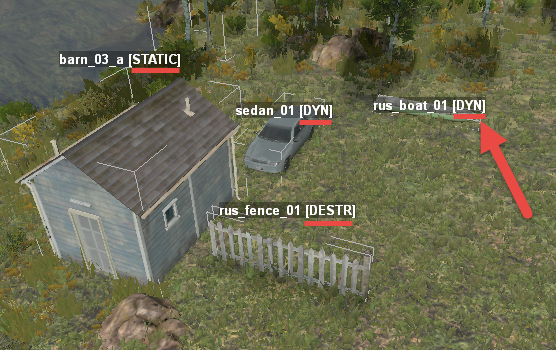 barn_03_a [STATIC]
sedan_01 [DYN]
rus_boat_01 [DYN]
rus_fence_01 [DESTR]